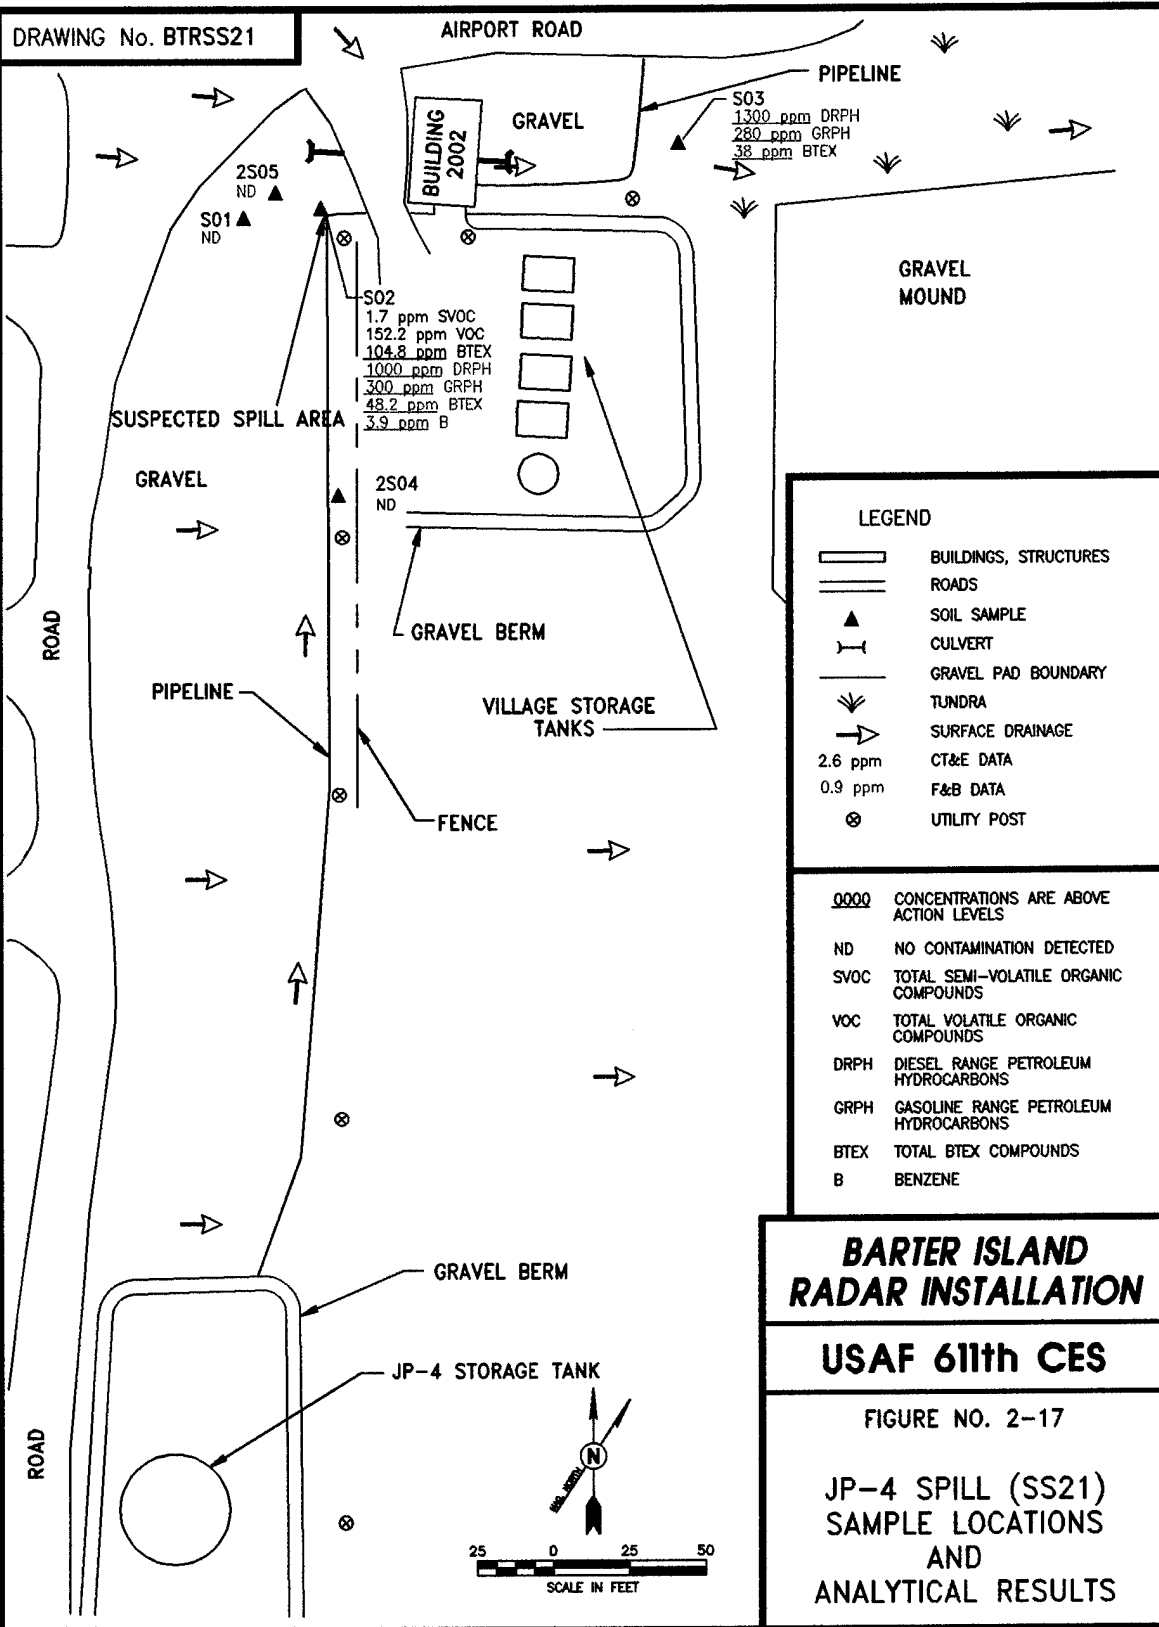 DRAWING No. BTRSS21
AIRPORT ROAD
PIPELINE
S03
1300 ppm DRPH
280 ppm GRPH
38 ppm BTEX
GRAVEL
BUILDING
2002
2S05
ND
S01
ND
GRAVEL
MOUND
S02
1.7 ppm SVOC
152.2 ppm VOC
104.8 ppm BTEX
1000 ppm DRPH
300 ppm GRPH
48.2 ppm BTEX
3.9 ppm B
SUSPECTED SPILL AREA
GRAVEL
2S04
ND
ROAD
GRAVEL BERM
PIPELINE
VILLAGE STORAGE
TANKS
FENCE
LEGEND
BUILDINGS, STRUCTURES
ROADS
SOIL SAMPLE
CULVERT
GRAVEL PAD BOUNDARY
TUNDRA
SURFACE DRAINAGE
2.6 ppm CT&E DATA
0.9 ppm F&B DATA
UTILITY POST
0000 CONCENTRATIONS ARE ABOVE
ACTION LEVELS
ND NO CONTAMINATION DETECTED
SVOC TOTAL SEMI-VOLATILE ORGANIC
COMPOUNDS
VOC TOTAL VOLATILE ORGANIC
COMPOUNDS
DRPH DIESEL RANGE PETROLEUM
HYDROCARBONS
GRPH GASOLINE RANGE PETROLEUM
HYDROCARBONS
BTEX TOTAL BTEX COMPOUNDS
B BENZENE
GRAVEL BERM
JP-4 STORAGE TANK
ROAD
N
MAG. NORTH
25 0 25 50
SCALE IN FEET
BARTER ISLAND
RADAR INSTALLATION
USAF 611th CES
FIGURE NO. 2-17
JP-4 SPILL (SS21)
SAMPLE LOCATIONS
AND
ANALYTICAL RESULTS